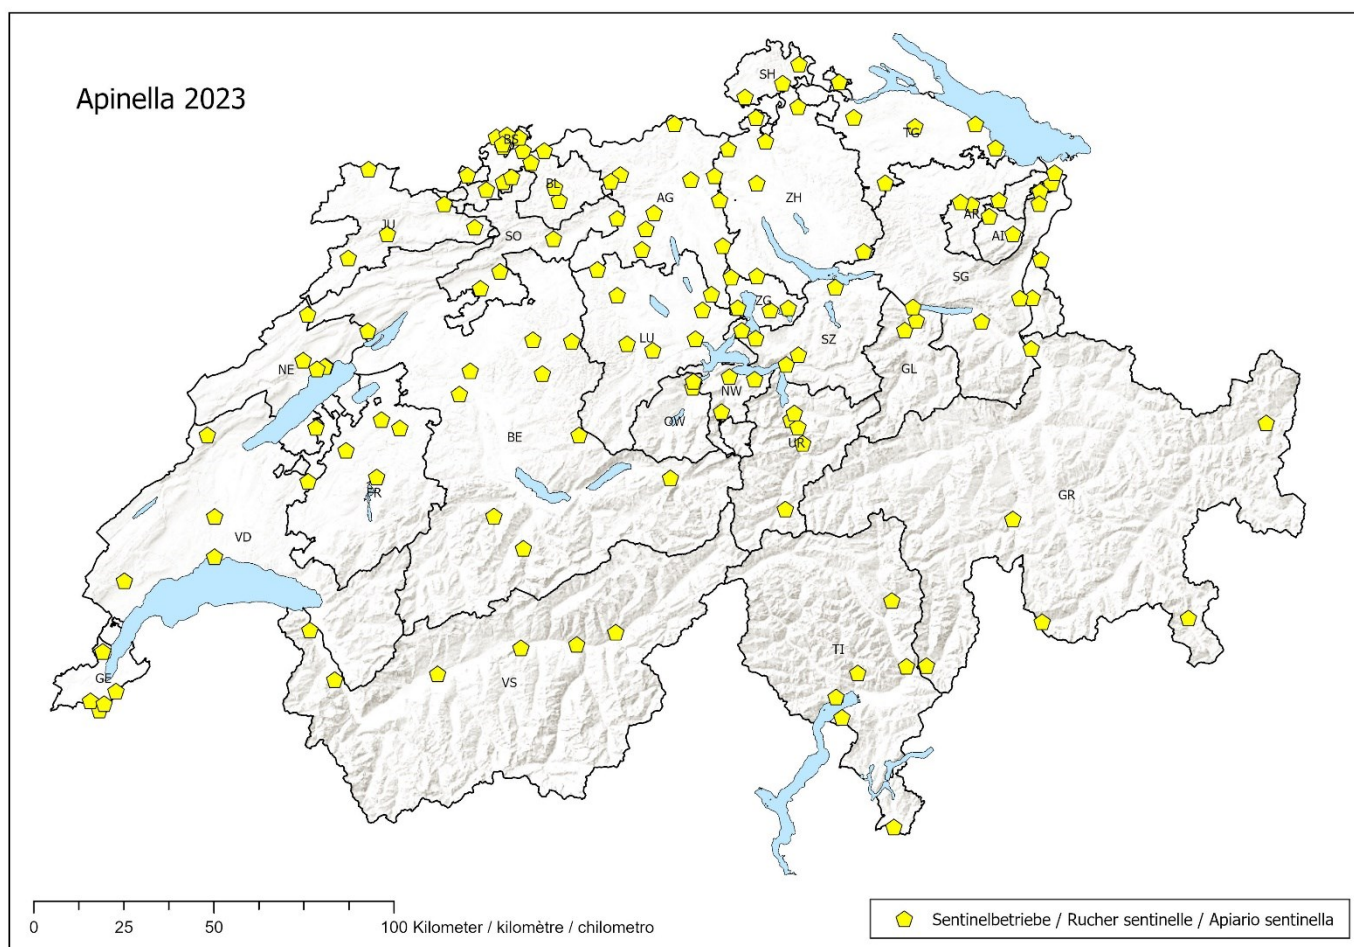 Apinella 2023
SH
BS
TG
BL
AG
ZH
JU
SO
AR
AI
SG
ZG
LU
SZ
NE
GL
NW
OW
BE
UR
FR
GR
VD
TI
GE
VS
0 25 50 100 Kilometer / kilomètre / chilometro
Sentinelbetriebe / Rucher sentinelle / Apiario sentinella